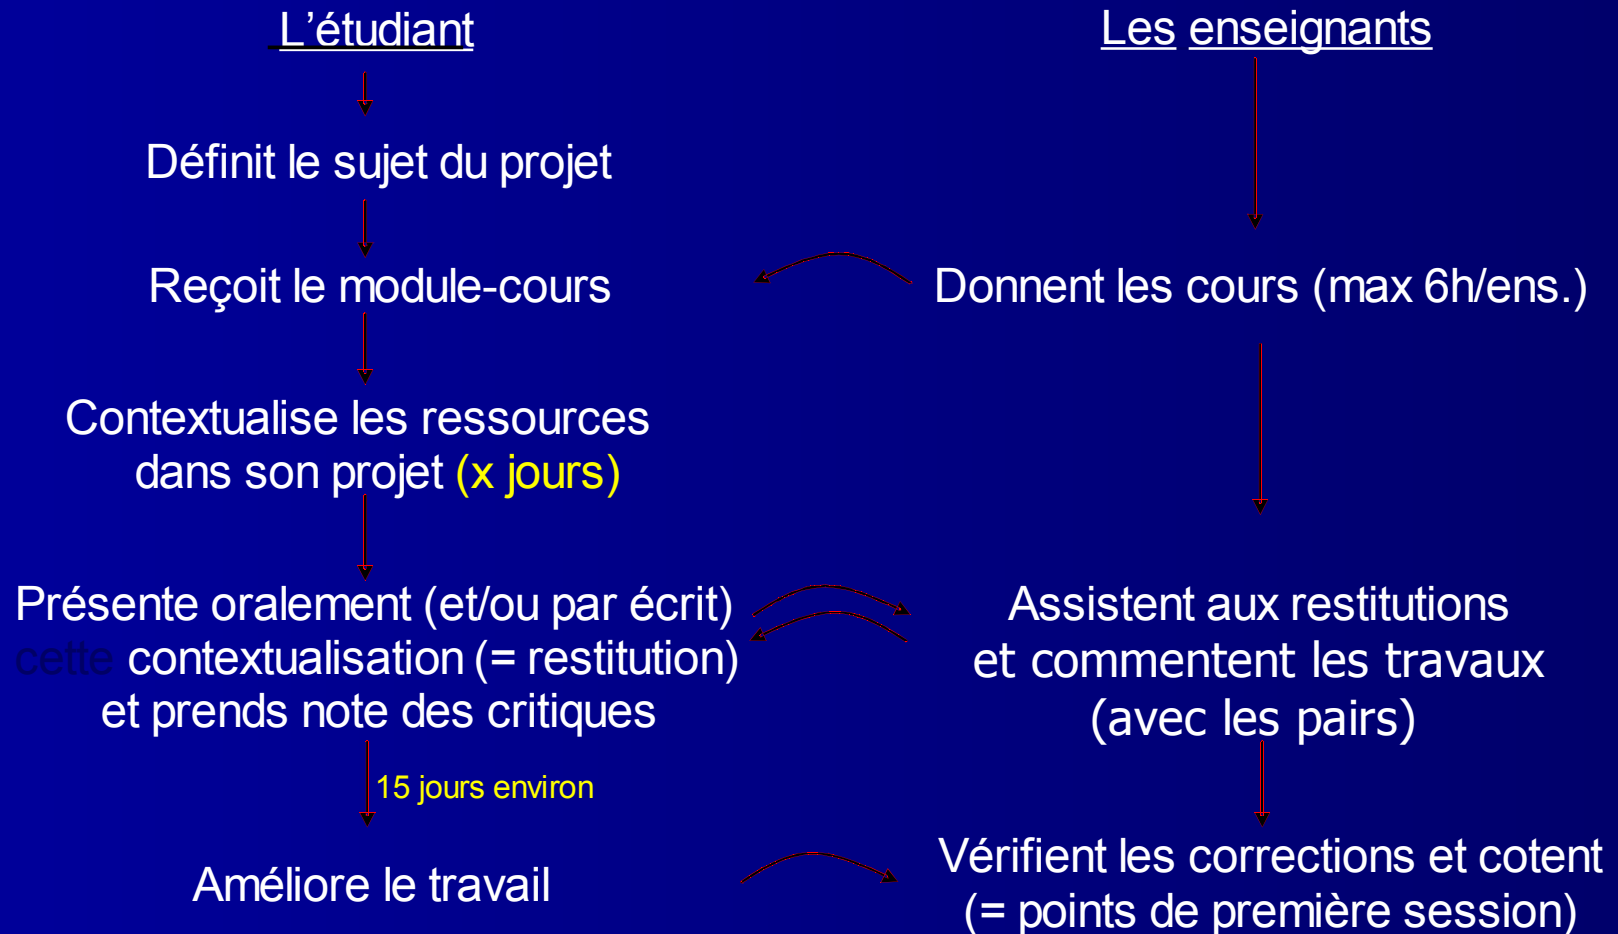 L’étudiant
Les enseignants
Définit le sujet du projet
Reçoit le module-cours
Donnent les cours (max 6h/ens.)
Contextualise les ressources
dans son projet (x jours)
Présente oralement (et/ou par écrit)
cette contextualisation (= restitution)
et prends note des critiques
Assistent aux restitutions
et commentent les travaux
(avec les pairs)
15 jours environ
Améliore le travail
Vérifient les corrections et cotent
(= points de première session)